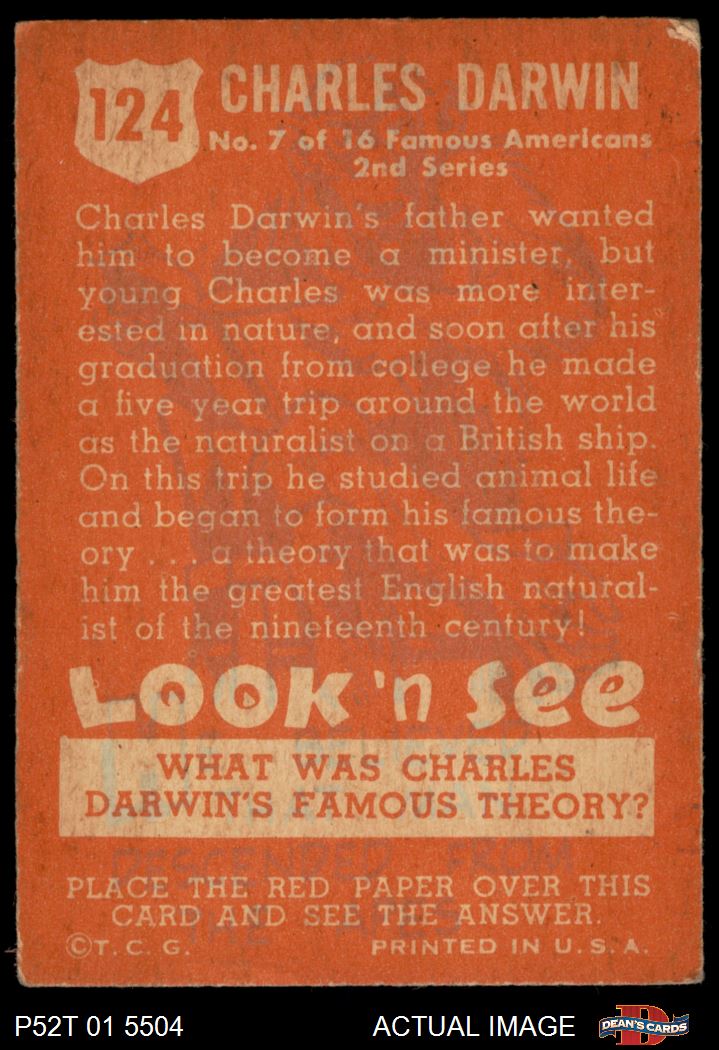 124
CHARLES DARWIN
No. 7 of 16 Famous Americans
2nd Series
Charles Darwin's father wanted
him to become a minister, but
young Charles was more inter-
ested in nature, and soon after his
graduation from college he made
a five year trip around the world
as the naturalist on a British ship.
On this trip he studied animal life
and began to form his famous the-
ory . . . a theory that was to make
him the greatest English natural-
ist of the nineteenth century!
LOOK 'n SEE
WHAT WAS CHARLES
DARWIN'S FAMOUS THEORY?
DESCENDED FROM
PLACE THE RED PAPER OVER THIS
CARD AND SEE THE ANSWER.
©T. C. G. PRINTED IN U. S. A.
P52T 01 5504 ACTUAL IMAGE DEAN'S CARDS